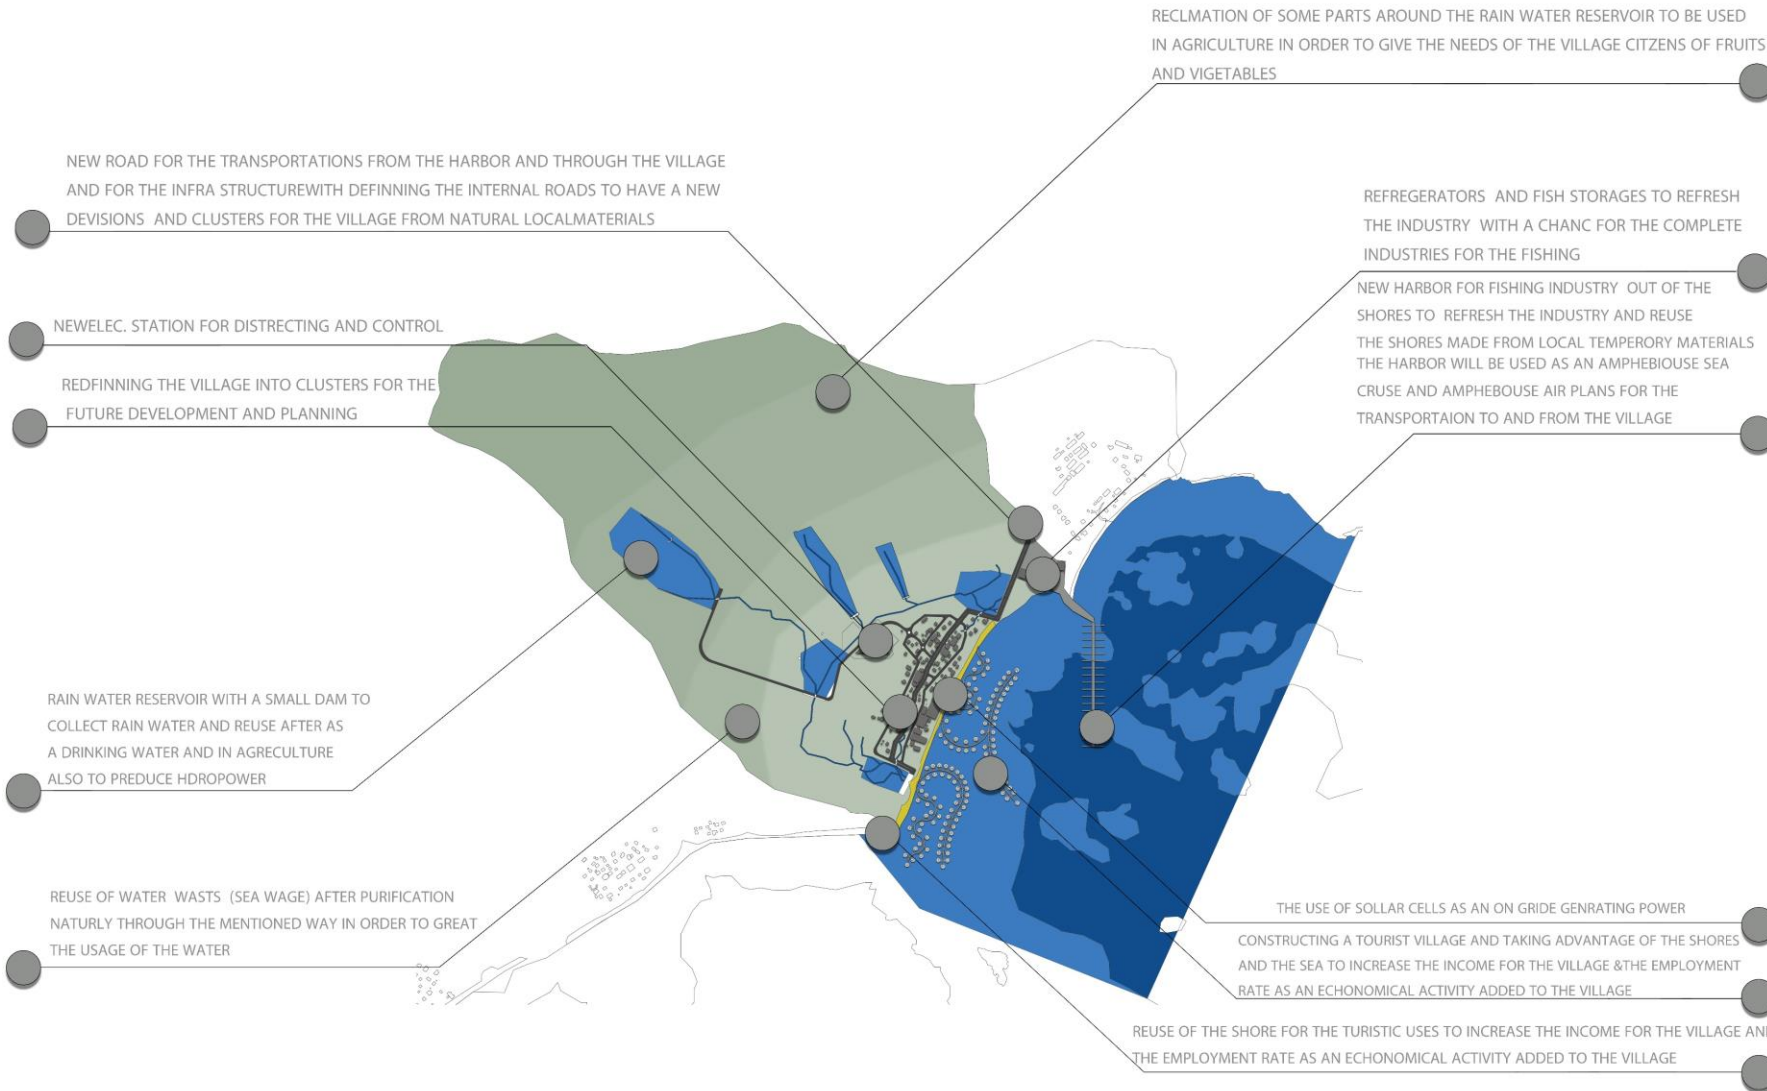 RECLMATION OF SOME PARTS AROUND THE RAIN WATER RESERVOIR TO BE USED
IN AGRICULTURE IN ORDER TO GIVE THE NEEDS OF THE VILLAGE CITZENS OF FRUITS
AND VIGETABLES
NEW ROAD FOR THE TRANSPORTATIONS FROM THE HARBOR AND THROUGH THE VILLAGE
AND FOR THE INFRA STRUCTUREWITH DEFINNING THE INTERNAL ROADS TO HAVE A NEW
DEVISIONS AND CLUSTERS FOR THE VILLAGE FROM NATURAL LOCALMATERIALS
REFREGERATORS AND FISH STORAGES TO REFRESH
THE INDUSTRY WITH A CHANC FOR THE COMPLETE
INDUSTRIES FOR THE FISHING
NEW HARBOR FOR FISHING INDUSTRY OUT OF THE
SHORES TO REFRESH THE INDUSTRY AND REUSE
THE SHORES MADE FROM LOCAL TEMPERORY MATERIALS
THE HARBOR WILL BE USED AS AN AMPHEBIOUSE SEA
CRUSE AND AMPHEBOUSE AIR PLANS FOR THE
TRANSPORTAION TO AND FROM THE VILLAGE
NEWELEC. STATION FOR DISTRECTING AND CONTROL
REDFINNING THE VILLAGE INTO CLUSTERS FOR THE
FUTURE DEVELOPMENT AND PLANNING
RAIN WATER RESERVOIR WITH A SMALL DAM TO
COLLECT RAIN WATER AND REUSE AFTER AS
A DRINKING WATER AND IN AGRECULTURE
ALSO TO PREDUCE HDROPOWER
REUSE OF WATER WASTS (SEA WAGE) AFTER PURIFICATION
NATURLY THROUGH THE MENTIONED WAY IN ORDER TO GREAT
THE USAGE OF THE WATER
THE USE OF SOLLAR CELLS AS AN ON GRIDE GENRATING POWER
CONSTRUCTING A TOURIST VILLAGE AND TAKING ADVANTAGE OF THE SHORES
AND THE SEA TO INCREASE THE INCOME FOR THE VILLAGE &THE EMPLOYMENT
RATE AS AN ECHONOMICAL ACTIVITY ADDED TO THE VILLAGE
REUSE OF THE SHORE FOR THE TURISTIC USES TO INCREASE THE INCOME FOR THE VILLAGE AN
THE EMPLOYMENT RATE AS AN ECHONOMICAL ACTIVITY ADDED TO THE VILLAGE